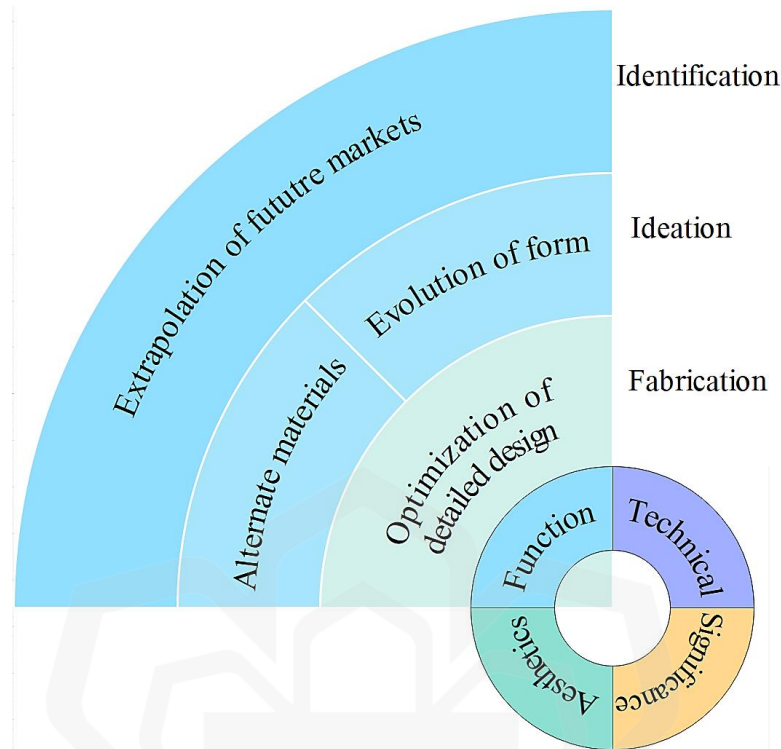 Identification
Extrapolation of fututre markets
Ideation
Evolution of form
Alternate materials
Fabrication
Optimization of
detailed design
Function
Technical
Aesthetics
Significance